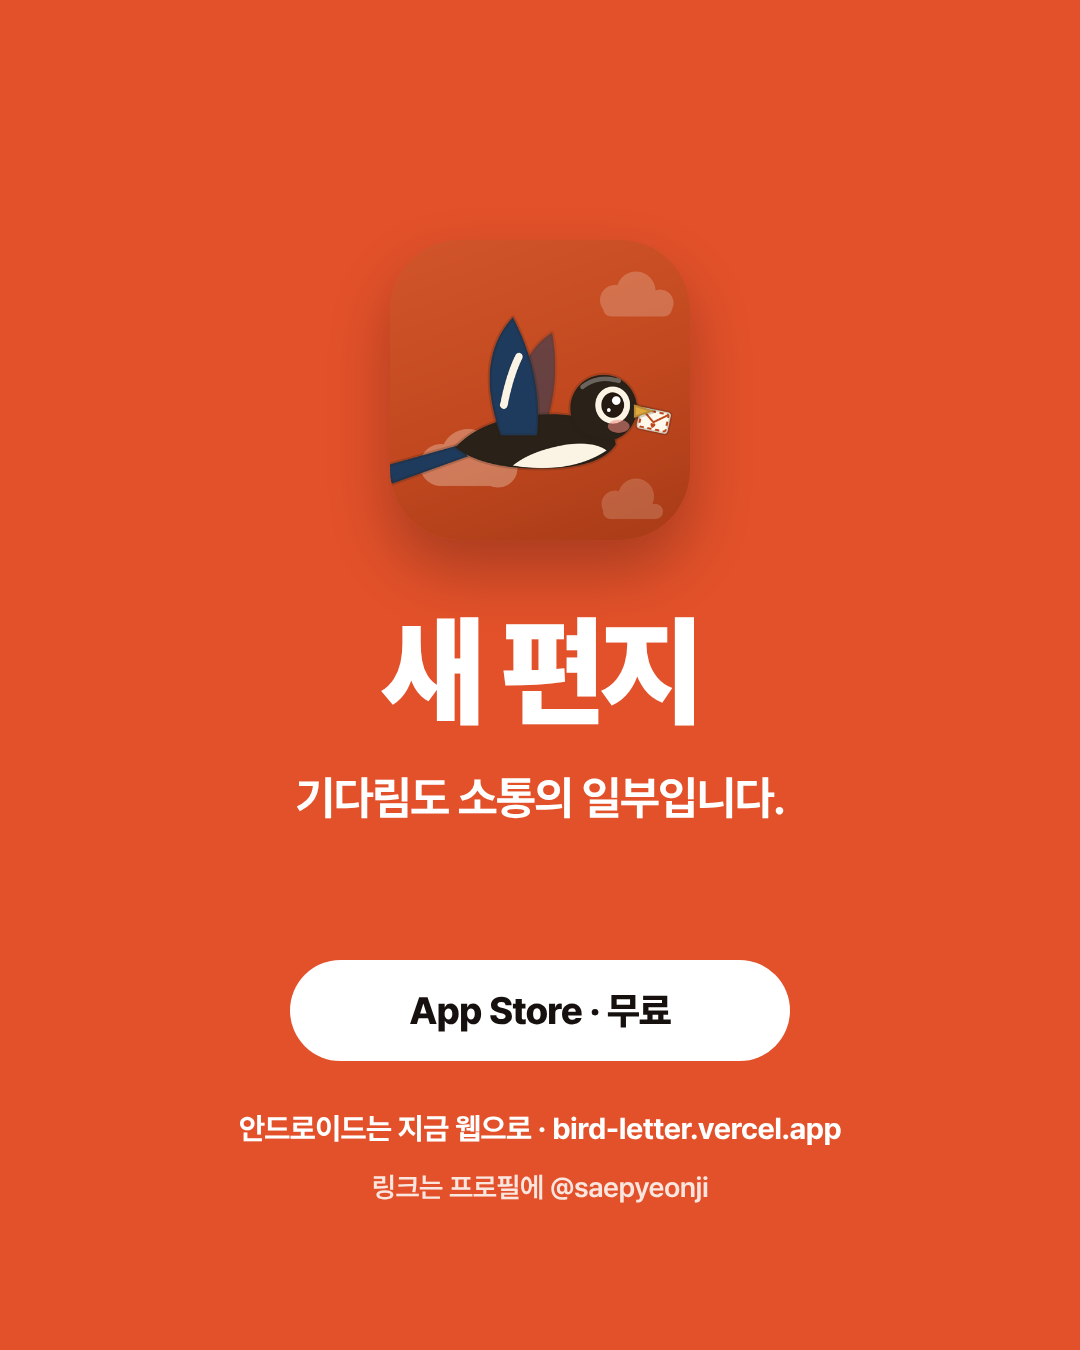 새 편지
기다림도 소통의 일부입니다.
App Store · 무료
안드로이드는 지금 웹으로 · bird-letter.vercel.app
링크는 프로필에 @saepyeonji